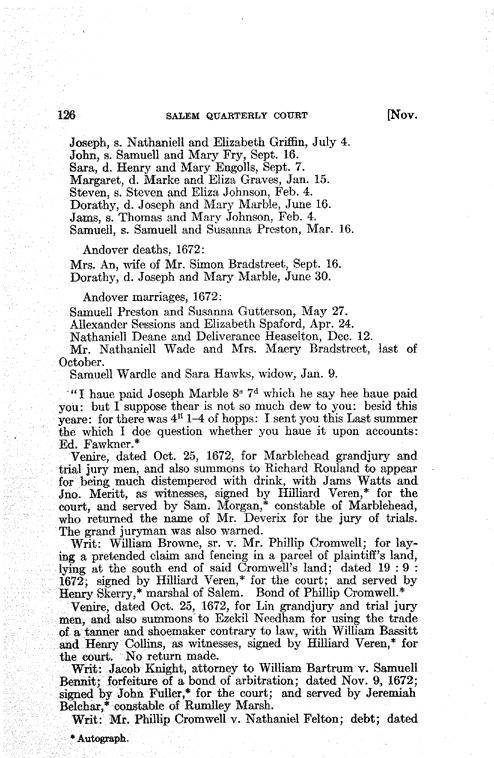 126 SALEM QUARTERLY COURT [Nov.
Joseph, s. Nathaniell and Elizabeth Griffin, July 4.
John, s. Samuell and Mary Fry, Sept. 16.
Sara, d. Henry and Mary Engolls, Sept. 7.
Margaret, d. Marke and Eliza Graves, Jan. 15.
Steven, s. Steven and Eliza Johnson, Feb. 4.
Dorathy, d. Joseph and Mary Marble, June 16.
Jams, s. Thomas and Mary Johnson, Feb. 4.
Samuell, s. Samuell and Susanna Preston, Mar. 16.
Andover deaths, 1672:
Mrs. An, wife of Mr. Simon Bradstreet, Sept. 16.
Dorathy, d. Joseph and Mary Marble, June 30.
Andover marriages, 1672:
Samuell Preston and Susanna Gutterson, May 27.
Allexander Sessions and Elizabeth Spaford, Apr. 24.
Nathaniell Deane and Deliverance Heaselton, Dec. 12.
Mr. Nathaniell Wade and Mrs. Maery Bradstreet, last of
October.
Samuell Wardle and Sara Hawks, widow, Jan. 9.
"I haue paid Joseph Marble 8ˢ 7ᵈ which he say hee haue paid
you: but I suppose thear is not so much dew to you: besid this
yeare: for there was 4ˡⁱ 1-4 of hopps: I sent you this Last summer
the which I doe question whether you haue it upon accounts:
Ed. Fawkner.*
Venire, dated Oct. 25, 1672, for Marblehead grandjury and
trial jury men, and also summons to Richard Rouland to appear
for being much distempered with drink, with Jams Watts and
Jno. Meritt, as witnesses, signed by Hilliard Veren,* for the
court, and served by Sam. Morgan,* constable of Marblehead,
who returned the name of Mr. Deverix for the jury of trials.
The grand juryman was also warned.
Writ: William Browne, sr. v. Mr. Phillip Cromwell; for lay-
ing a pretended claim and fencing in a parcel of plaintiff's land,
lying at the south end of said Cromwell's land; dated 19 : 9 :
1672; signed by Hilliard Veren,* for the court; and served by
Henry Skerry,* marshal of Salem. Bond of Phillip Cromwell.*
Venire, dated Oct. 25, 1672, for Lin grandjury and trial jury
men, and also summons to Ezekil Needham for using the trade
of a tanner and shoemaker contrary to law, with William Bassitt
and Henry Collins, as witnesses, signed by Hilliard Veren,* for
the court. No return made.
Writ: Jacob Knight, attorney to William Bartrum v. Samuell
Bennit; forfeiture of a bond of arbitration; dated Nov. 9, 1672;
signed by John Fuller,* for the court; and served by Jeremiah
Belchar,* constable of Rumlley Marsh.
Writ: Mr. Phillip Cromwell v. Nathaniel Felton; debt; dated
* Autograph.